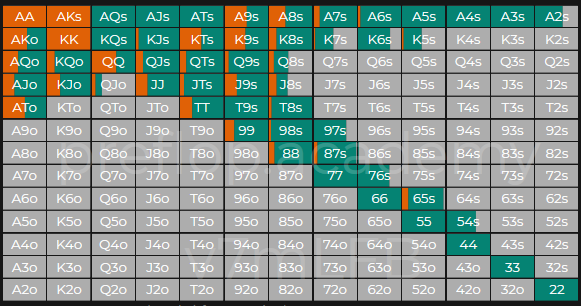 AA AKs AQs AJs ATs A9s A8s A7s A6s A5s A4s A3s A2s
AKo KK KQs KJs KTs K9s K8s K7s K6s K5s K4s K3s K2s
AQo KQo QQ QJs QTs Q9s Q8s Q7s Q6s Q5s Q4s Q3s Q2s
AJo KJo QJo JJ JTs J9s J8s J7s J6s J5s J4s J3s J2s
ATo KTo QTo JTo TT T9s T8s T7s T6s T5s T4s T3s T2s
A9o K9o Q9o J9o T9o 99 98s 97s 96s 95s 94s 93s 92s
A8o K8o Q8o J8o T8o 98o 88 87s 86s 85s 84s 83s 82s
preflop.academy
A7o K7o Q7o J7o T7o 97o 87o 77 76s 75s 74s 73s 72s
A6o K6o Q6o J6o T6o 96o 86o 76o 66 65s 64s 63s 62s
A5o K5o Q5o J5o T5o 95o 85o 75o 65o 55 54s 53s 52s
A4o K4o Q4o J4o T4o 94o 84o 74o 64o 54o 44 43s 42s
A3o K3o Q3o J3o T3o 93o 83o 73o 63o 53o 43o 33 32s
A2o K2o Q2o J2o T2o 92o 82o 72o 62o 52o 42o 32o 22